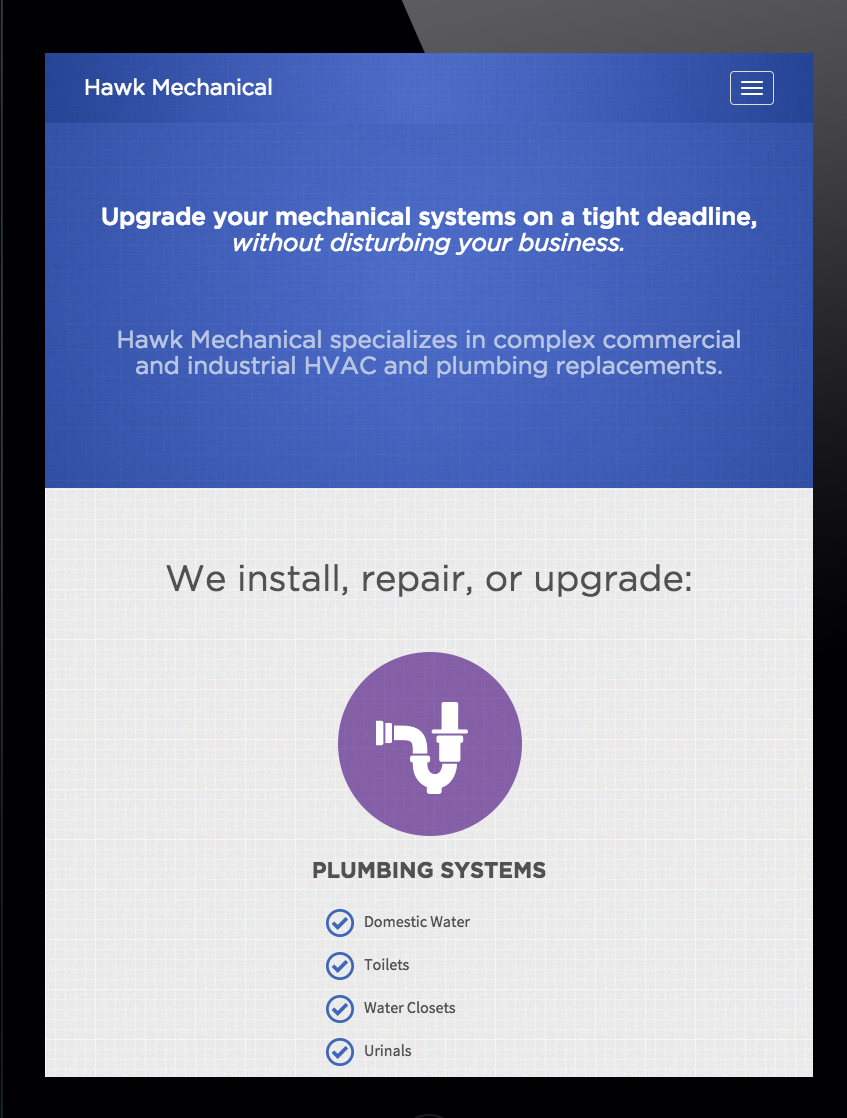 Hawk Mechanical
Upgrade your mechanical systems on a tight deadline,
without disturbing your business.
Hawk Mechanical specializes in complex commercial
and industrial HVAC and plumbing replacements.
We install, repair, or upgrade:
PLUMBING SYSTEMS
Domestic Water
Toilets
Water Closets
Urinals